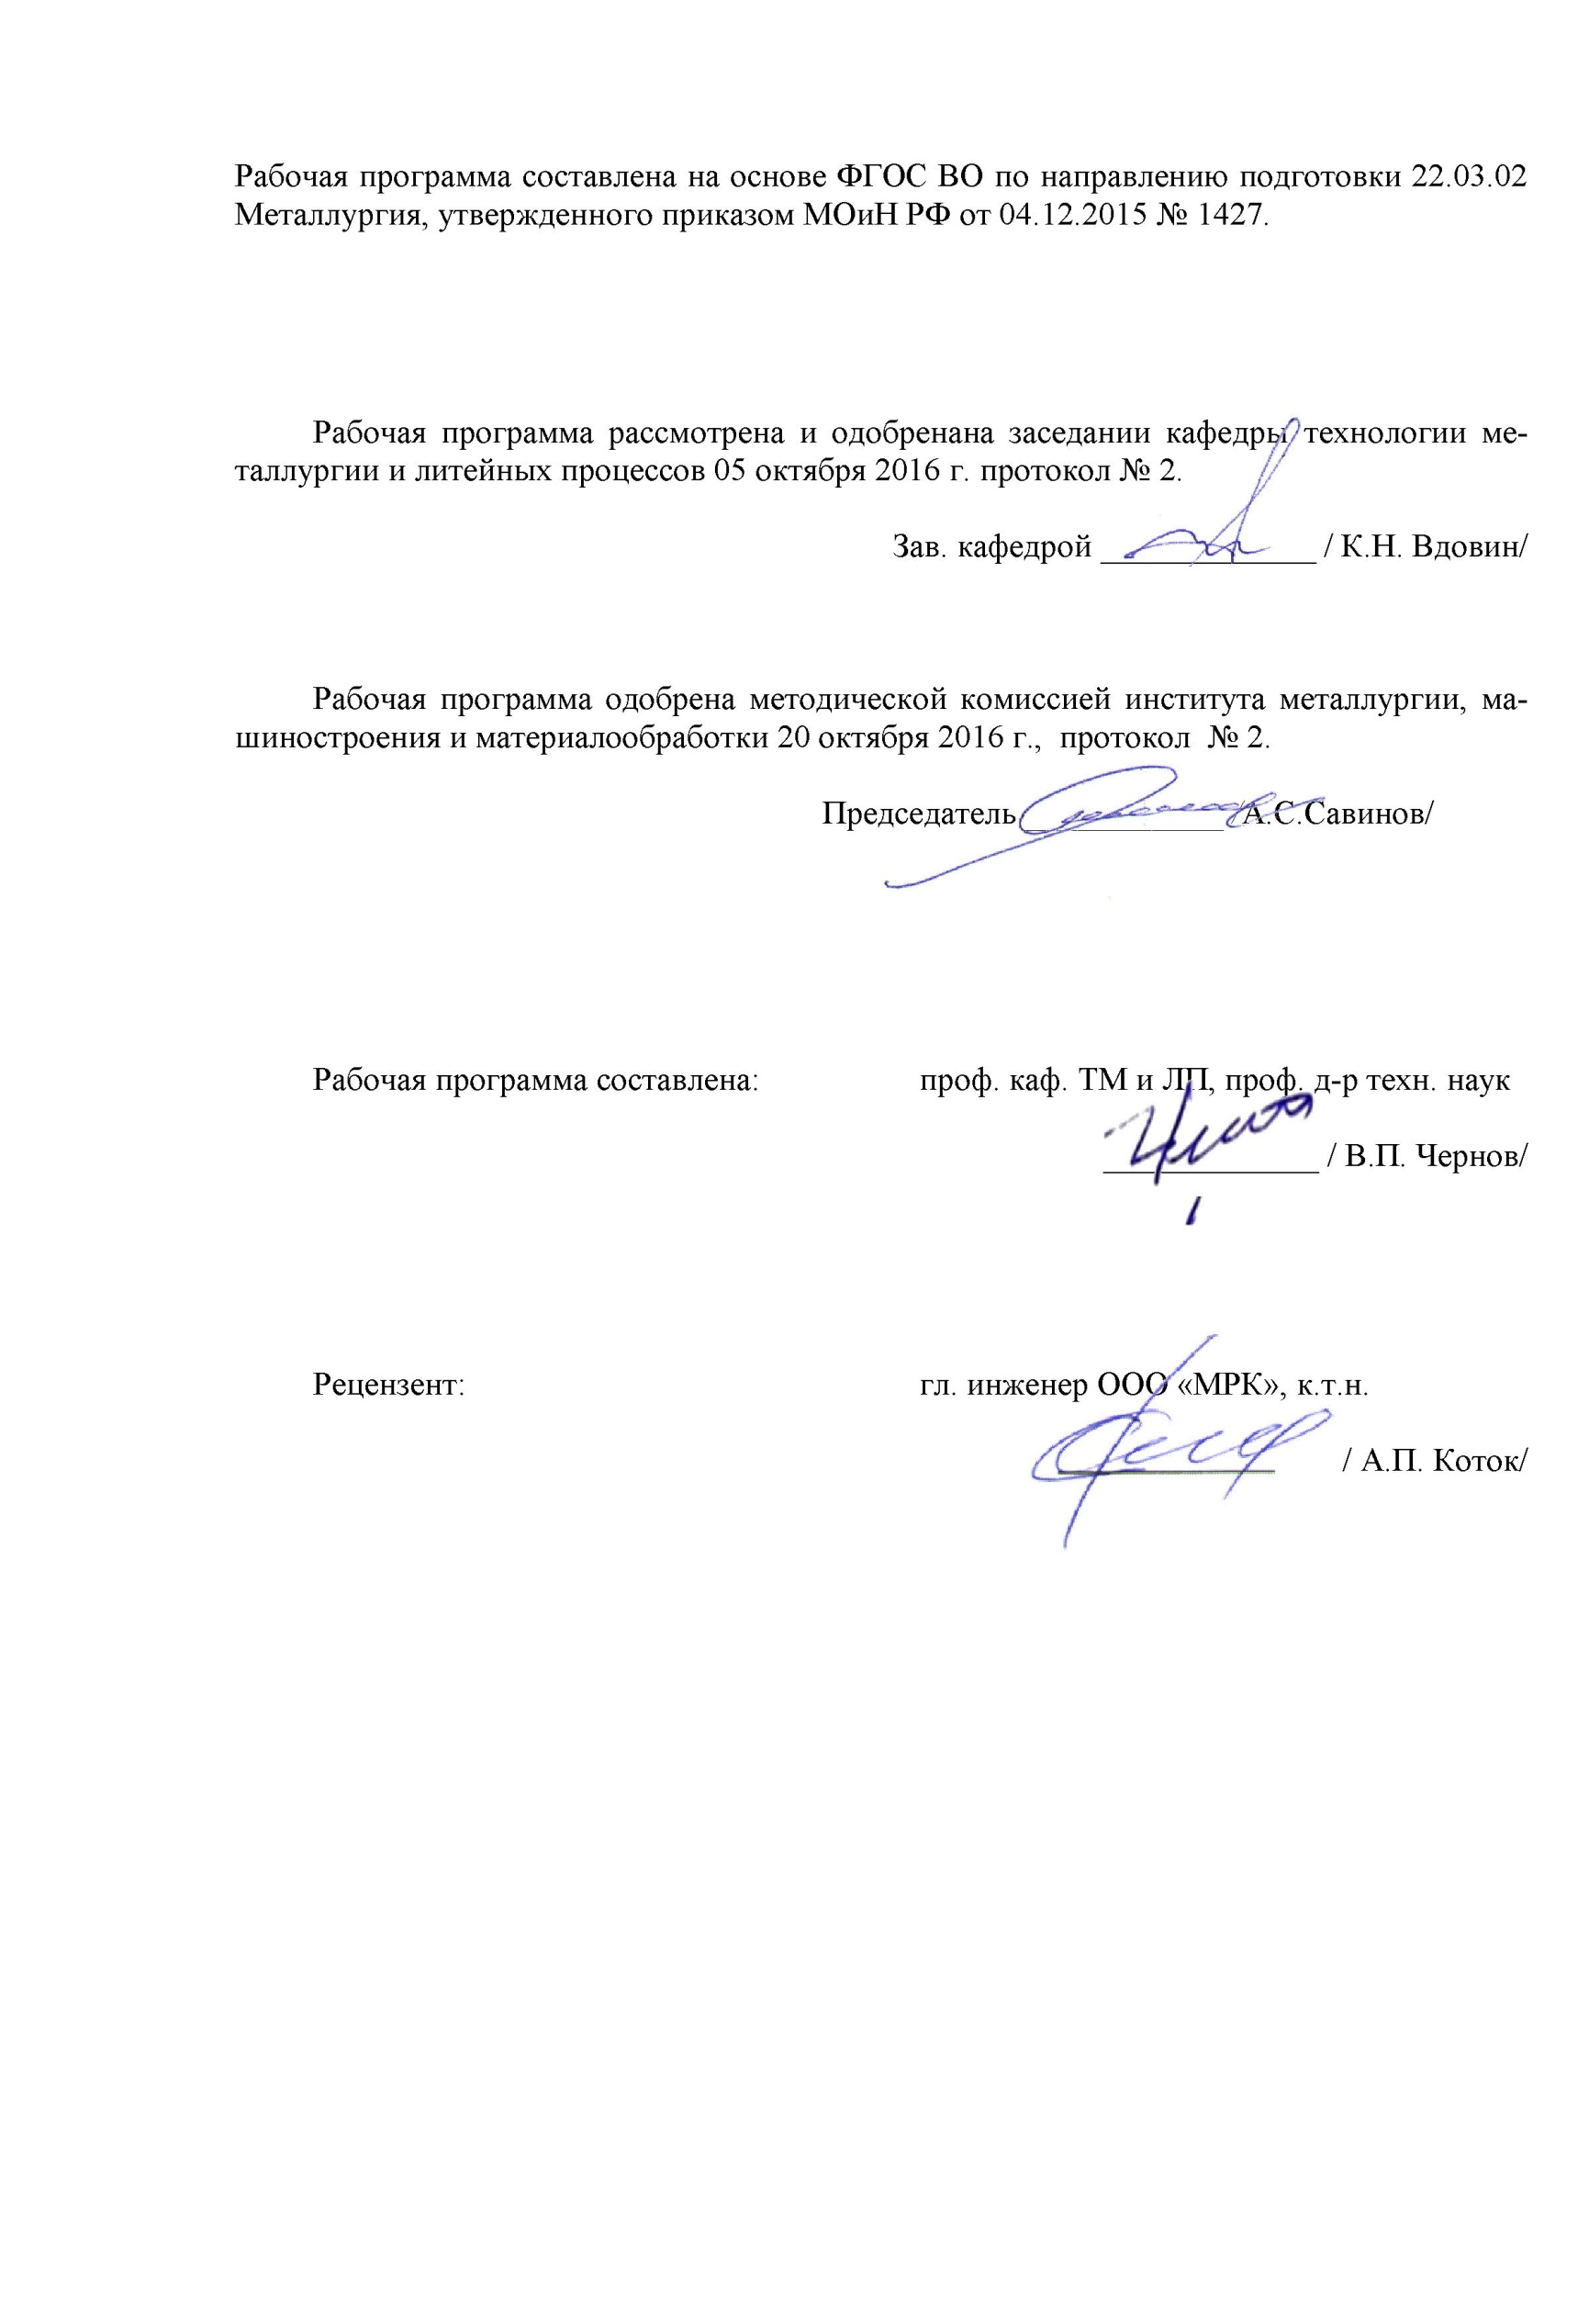 Рабочая программа составлена на основе ФГОС ВО по направлению подготовки 22.03.02
Металлургия, утвержденного приказом МОиН РФ от 04.12.2015 № 1427.
Рабочая программа рассмотрена и одобренана заседании кафедры технологии ме-
таллургии и литейных процессов 05 октября 2016 г. протокол № 2.
Зав. кафедрой _____________ / К.Н. Вдовин/
Рабочая программа одобрена методической комиссией института металлургии, ма-
шиностроения и материалообработки 20 октября 2016 г., протокол № 2.
Председатель____________ /А.С.Савинов/
Рабочая программа составлена: проф. каф. ТМ и ЛП, проф. д-р техн. наук
_____________ / В.П. Чернов/
Рецензент: гл. инженер ООО «МРК», к.т.н.
_____________ / А.П. Коток/